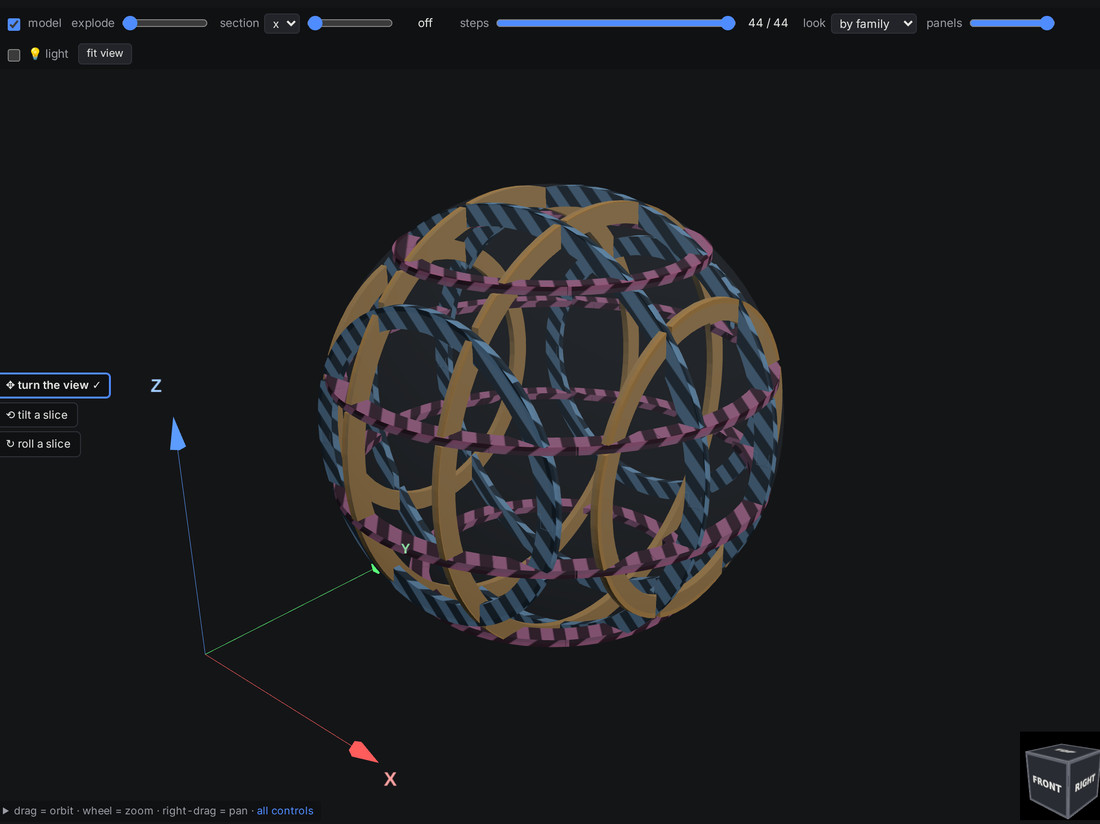 model explode section x off steps 44 / 44 look by family panels
💡 light fit view
✥ turn the view ✓
⟲ tilt a slice
↻ roll a slice
Z
Y
X
FRONT RIGHT
▶ drag = orbit · wheel = zoom · right-drag = pan · all controls